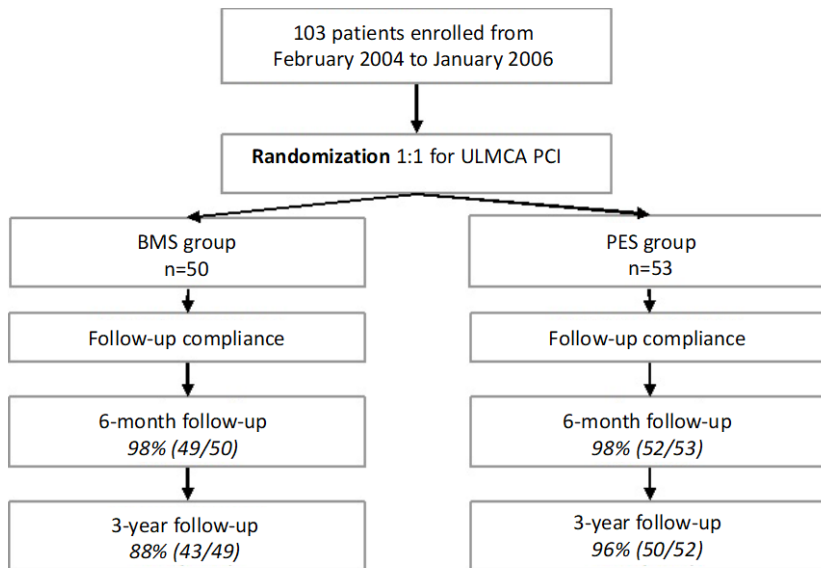 103 patients enrolled from
February 2004 to January 2006
Randomization 1:1 for ULMCA PCI
BMS group
n=50
PES group
n=53
Follow-up compliance
Follow-up compliance
6-month follow-up
98% (49/50)
6-month follow-up
98% (52/53)
3-year follow-up
88% (43/49)
3-year follow-up
96% (50/52)